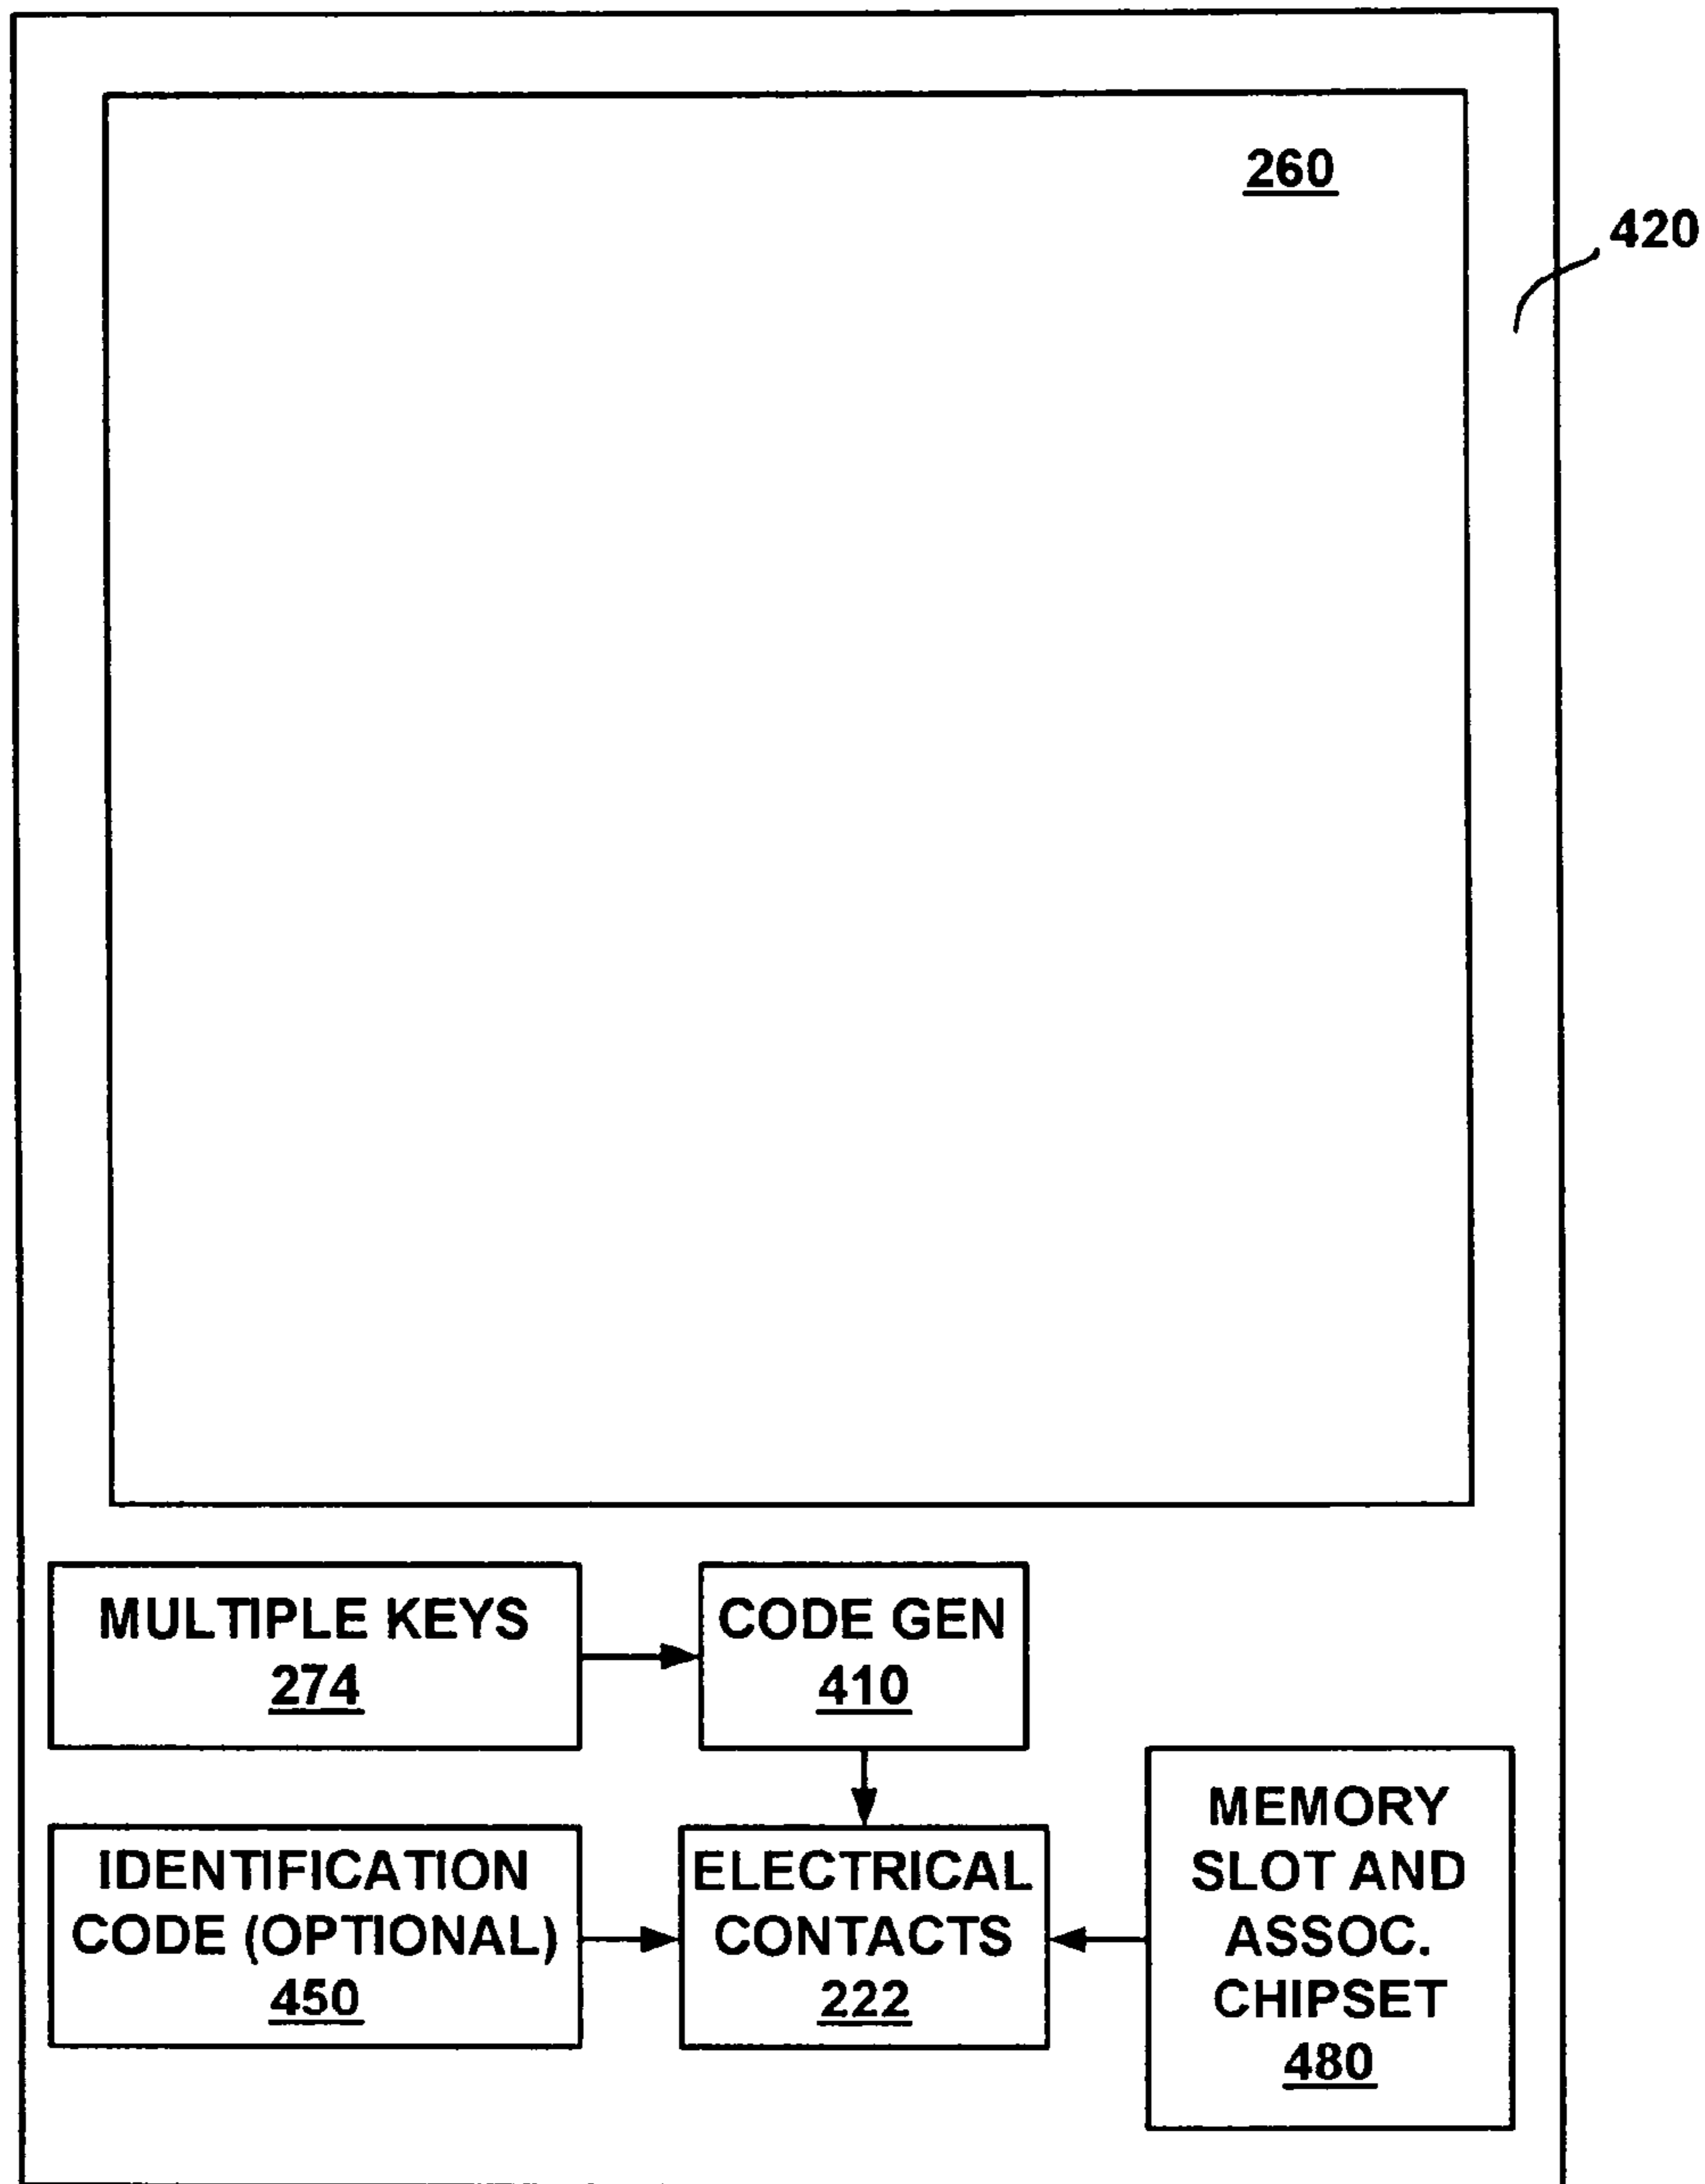 260
420
MULTIPLE KEYS
274
CODE GEN
410
IDENTIFICATION
CODE (OPTIONAL)
450
ELECTRICAL
CONTACTS
222
MEMORY
SLOT AND
ASSOC.
CHIPSET
480